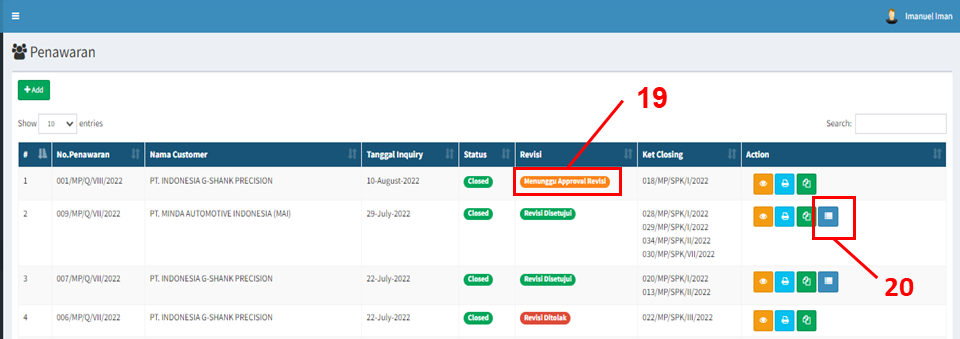 Imanuel Iman
Penawaran
Add
19
Show 10 entries
Search:
# No.Penawaran Nama Customer Tanggal Inquiry Status Revisi Ket Closing Action
1 001/MP/Q/VIII/2022 PT. INDONESIA G-SHANK PRECISION 10-August-2022 Closed Menunggu Approval Revisi 018/MP/SPK/I/2022
2 009/MP/Q/VII/2022 PT. MINDA AUTOMOTIVE INDONESIA (MAI) 29-July-2022 Closed Revisi Disetujui 028/MP/SPK/I/2022
029/MP/SPK/I/2022
034/MP/SPK/II/2022
030/MP/SPK/VII/2022
3 007/MP/Q/VII/2022 PT. INDONESIA G-SHANK PRECISION 22-July-2022 Closed Revisi Disetujui 020/MP/SPK/I/2022
013/MP/SPK/II/2022
20
4 006/MP/Q/VII/2022 PT. INDONESIA G-SHANK PRECISION 22-July-2022 Closed Revisi Ditolak 022/MP/SPK/III/2022